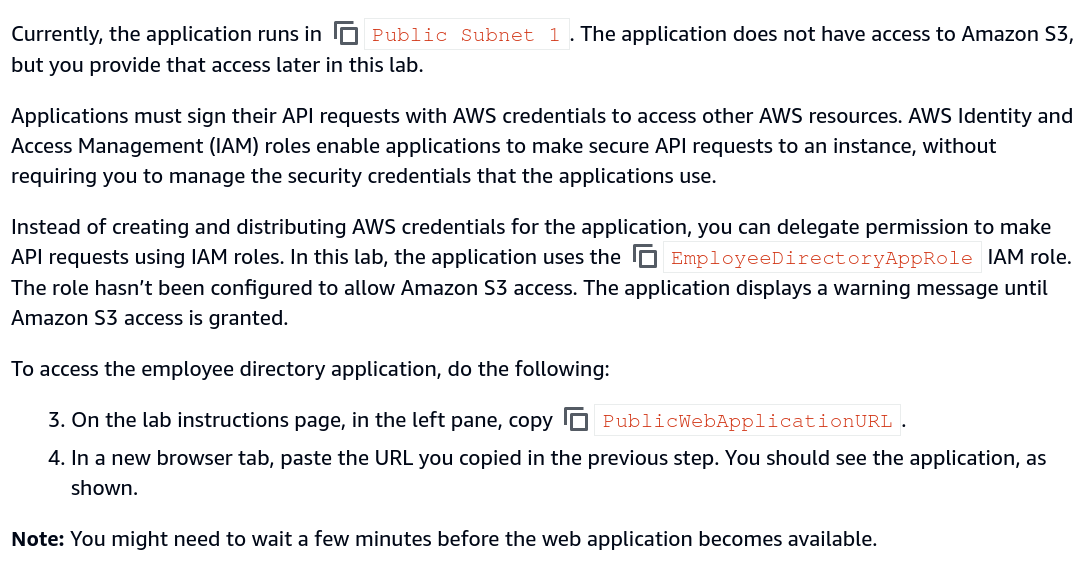 Currently, the application runs in Public Subnet 1. The application does not have access to Amazon S3,
but you provide that access later in this lab.
Applications must sign their API requests with AWS credentials to access other AWS resources. AWS Identity and
Access Management (IAM) roles enable applications to make secure API requests to an instance, without
requiring you to manage the security credentials that the applications use.
Instead of creating and distributing AWS credentials for the application, you can delegate permission to make
API requests using IAM roles. In this lab, the application uses the EmployeeDirectoryAppRole IAM role.
The role hasn’t been configured to allow Amazon S3 access. The application displays a warning message until
Amazon S3 access is granted.
To access the employee directory application, do the following:
3. On the lab instructions page, in the left pane, copy PublicWebApplicationURL.
4. In a new browser tab, paste the URL you copied in the previous step. You should see the application, as
shown.
Note: You might need to wait a few minutes before the web application becomes available.